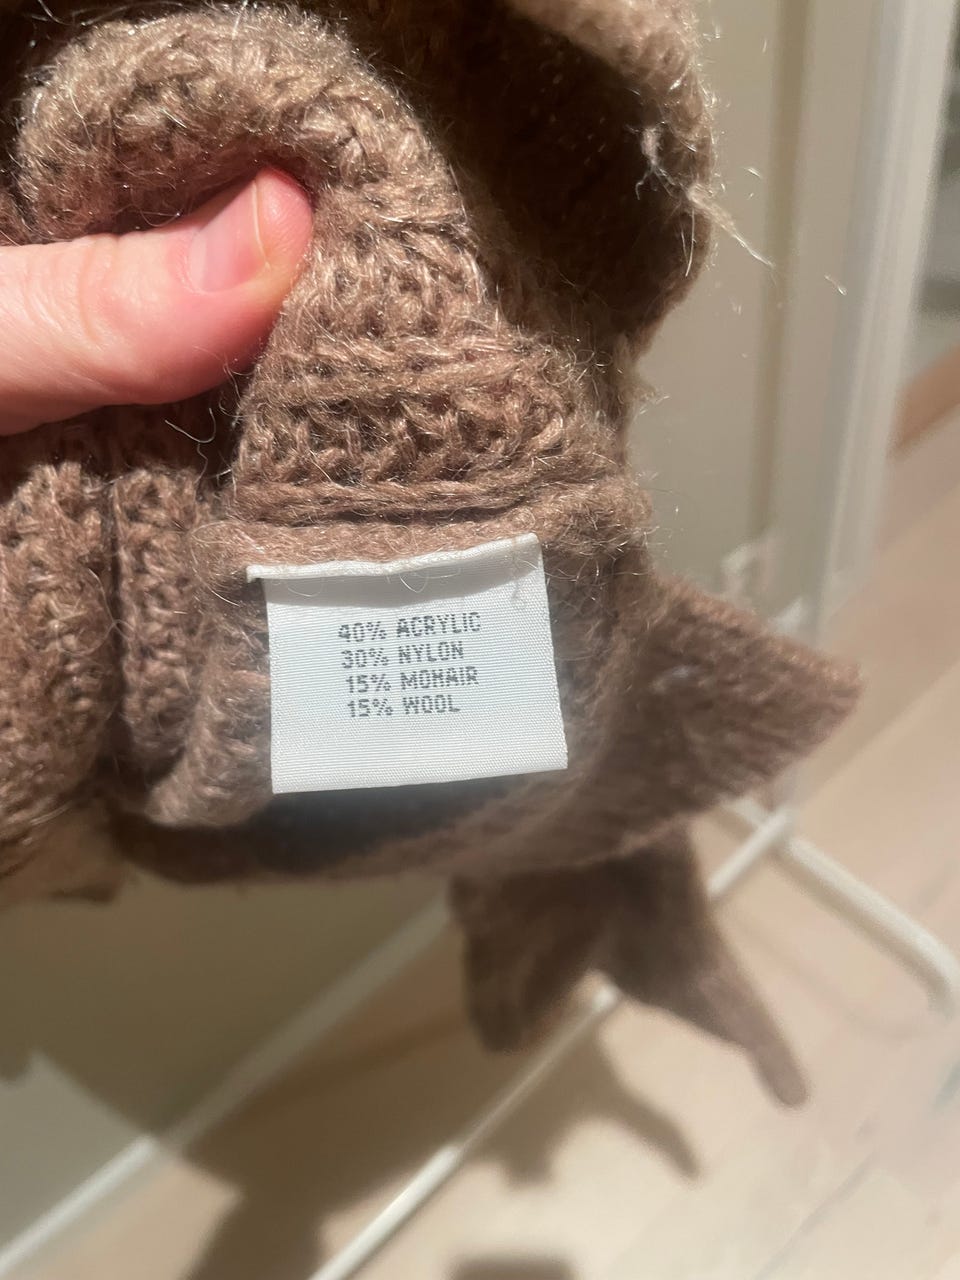 40% ACRYLIC
30% NYLON
15% MOHAIR
15% WOOL